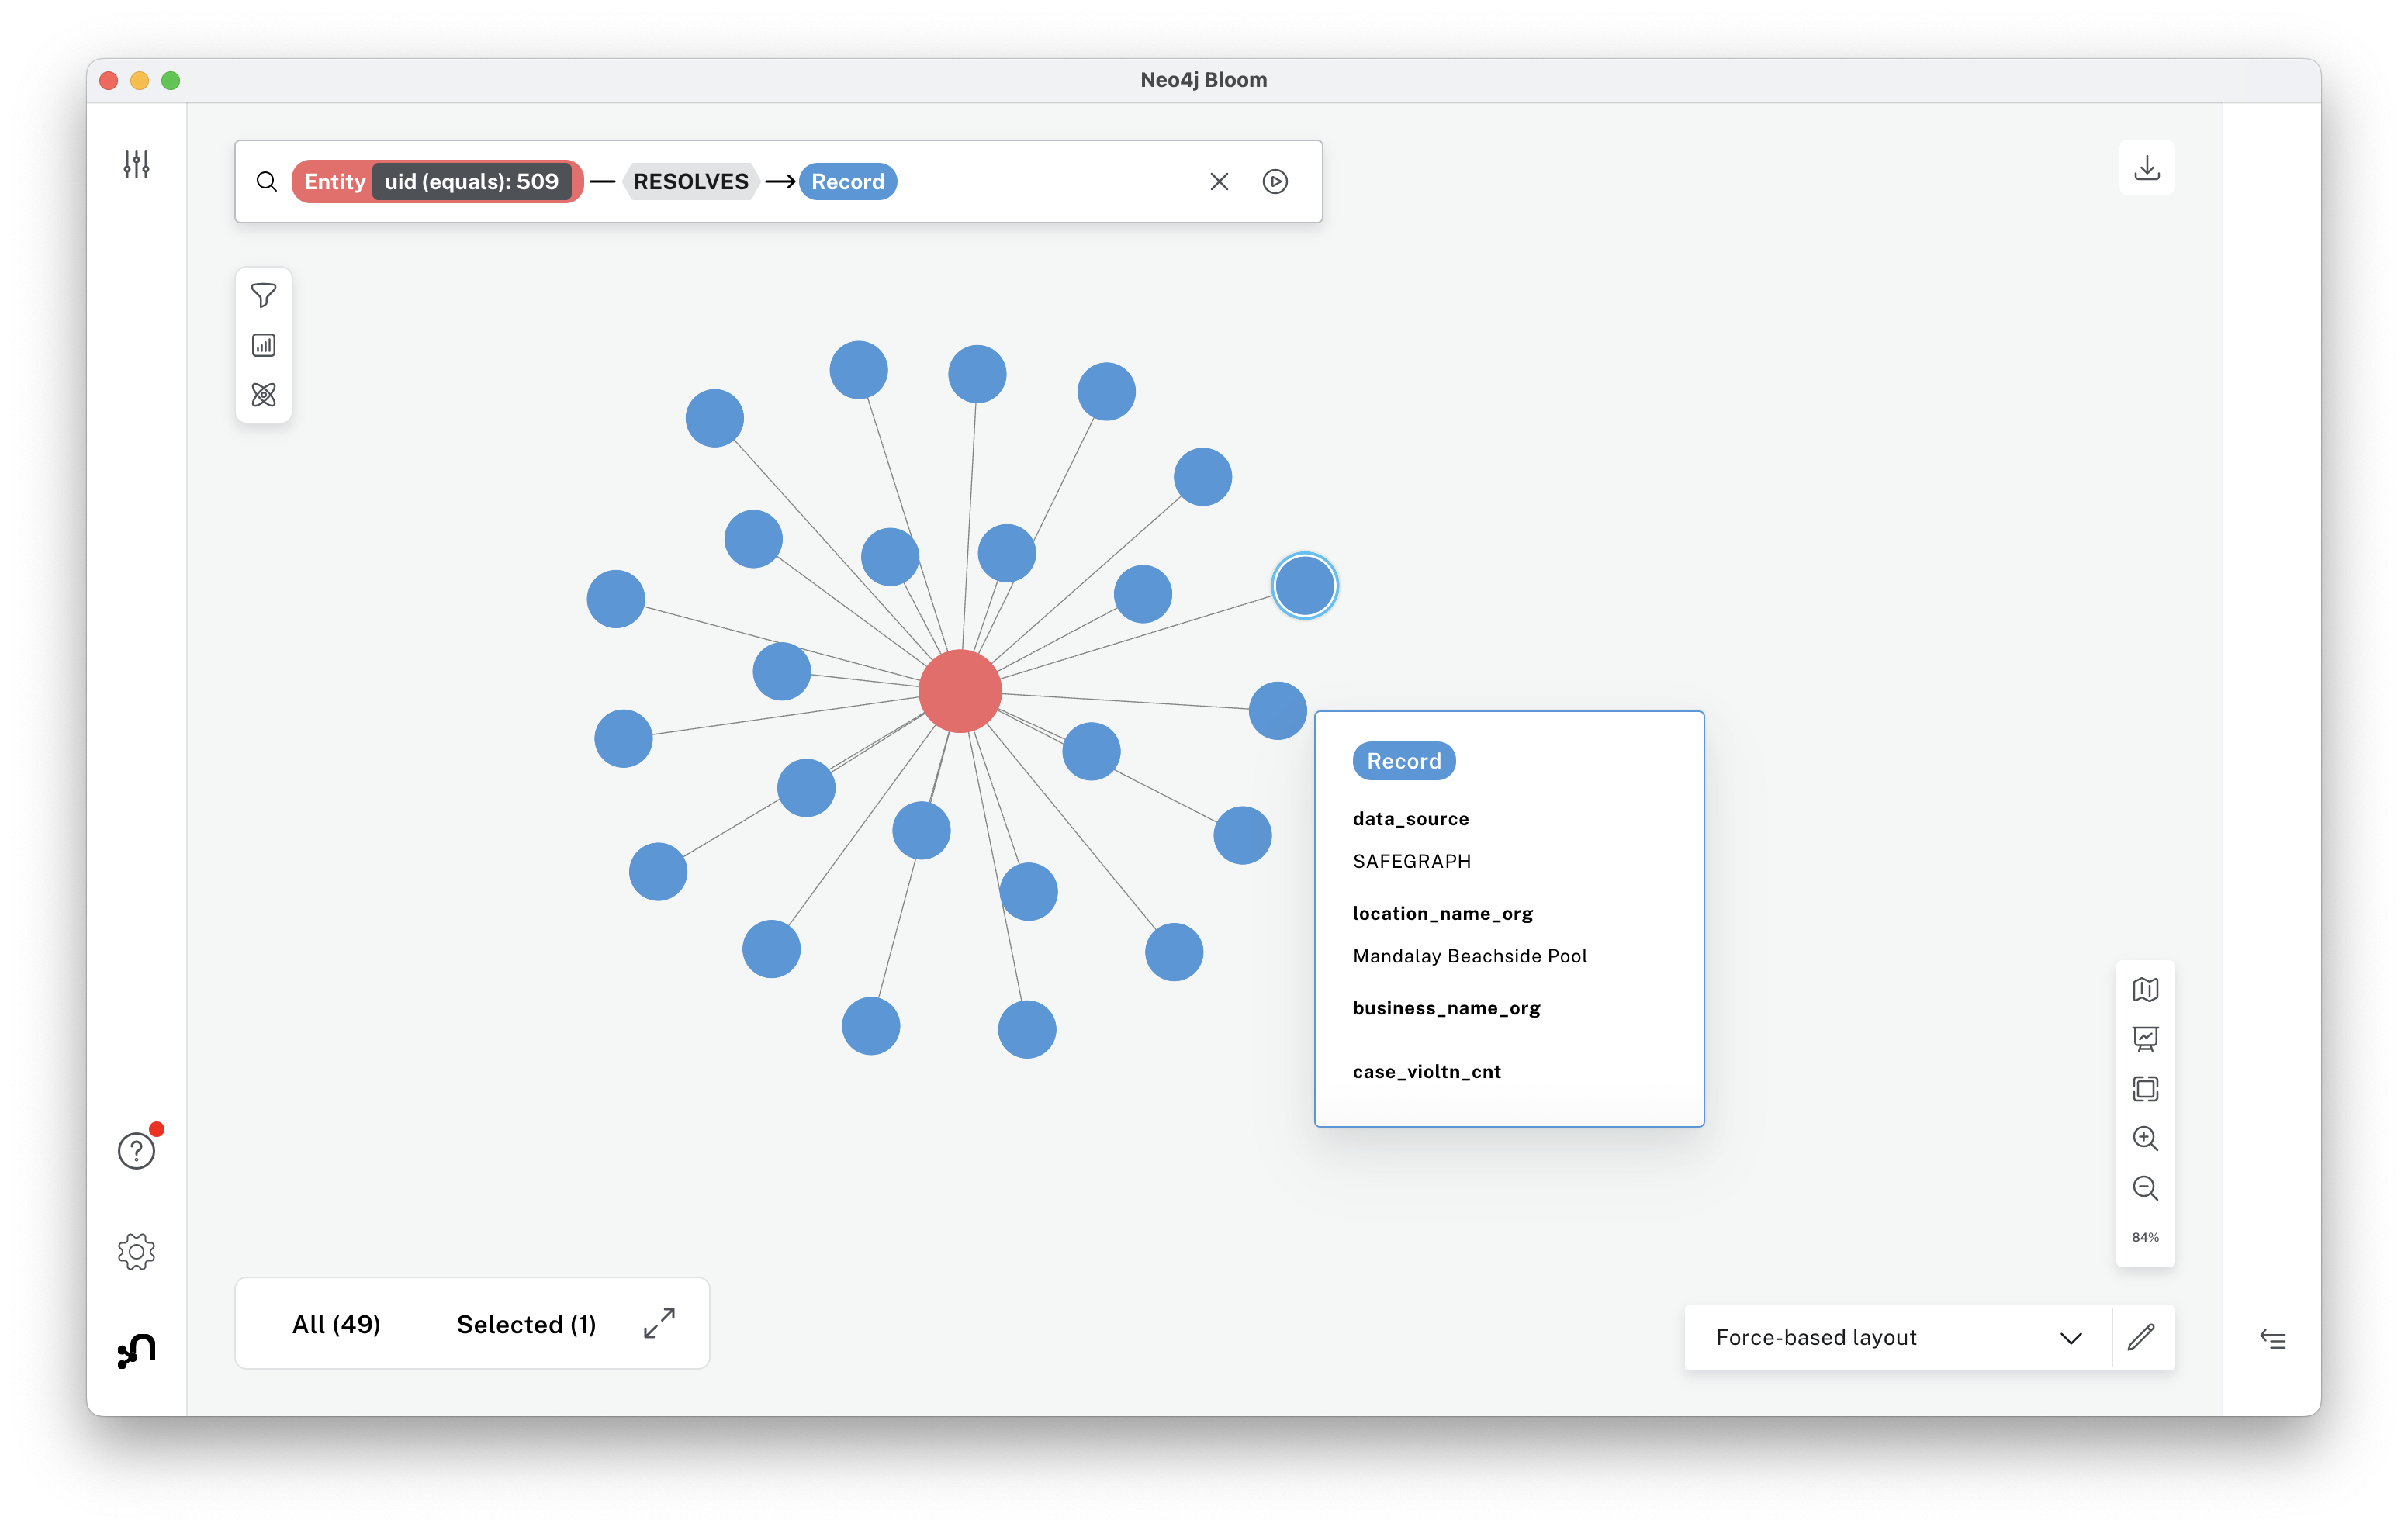 Neo4j Bloom
Entity uid (equals): 509 RESOLVES Record
Record
data_source
SAFEGRAPH
location_name_org
Mandalay Beachside Pool
business_name_org
case_violtn_cnt
84%
All (49) Selected (1)
Force-based layout